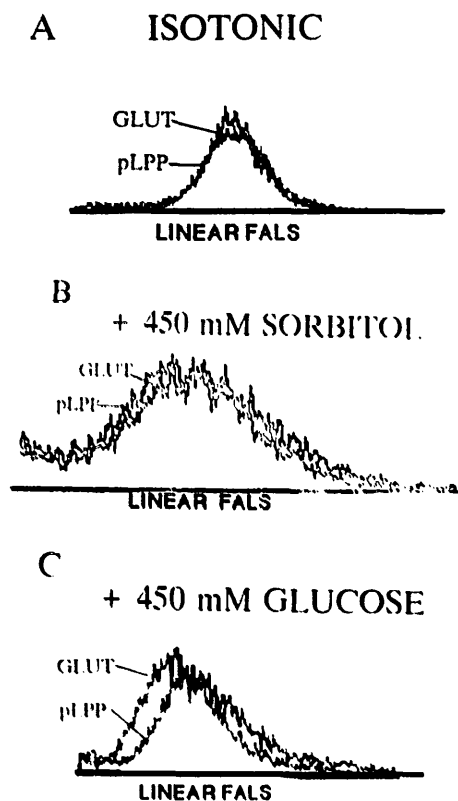 A ISOTONIC
GLUT
pLPP
LINEAR FALS
B
+ 450 mM SORBITOL
GLUT
pLPP
LINEAR FALS
C
+ 450 mM GLUCOSE
GLUT
pLPP
LINEAR FALS